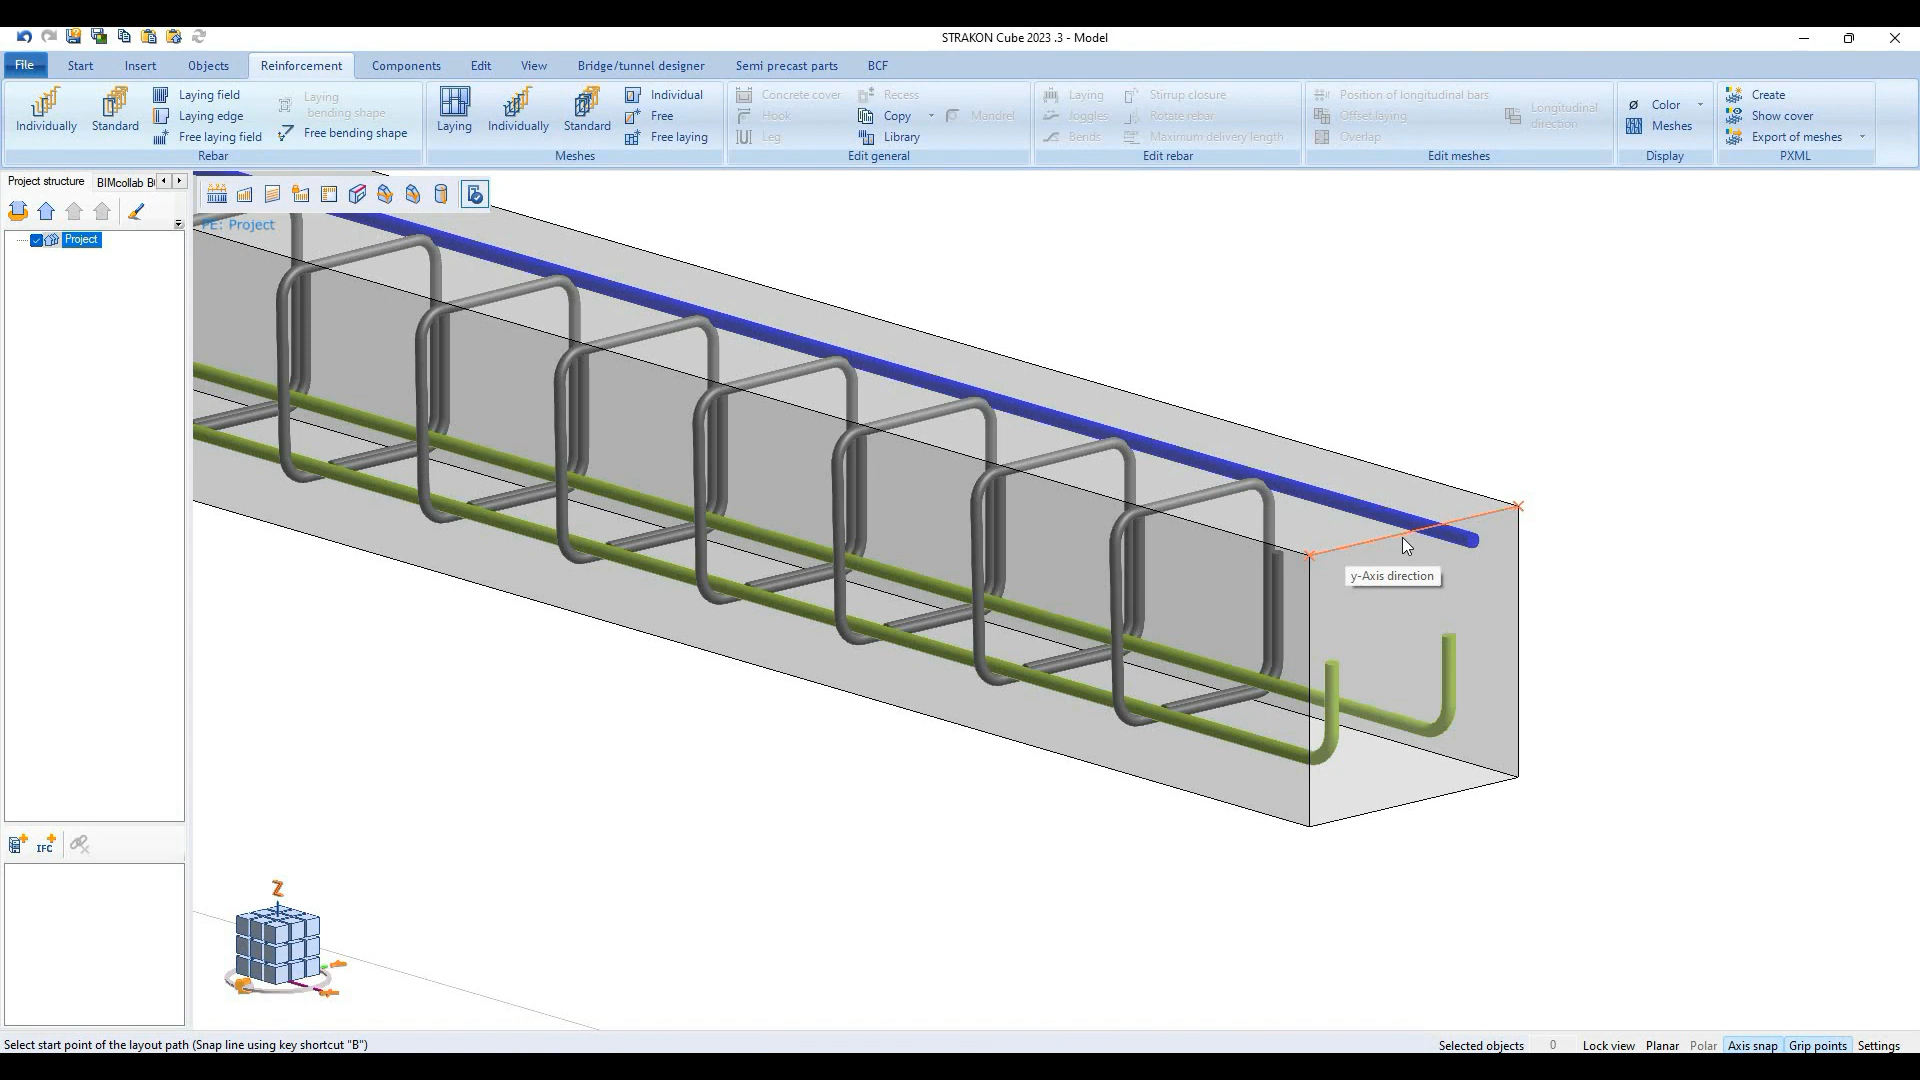 STRAKON Cube 2023 .3 - Model
File Start Insert Objects Reinforcement Components Edit View Bridge/tunnel designer Semi precast parts BCF
Individually
Standard
Laying field
Laying edge
Free laying field
Laying
bending shape
Free bending shape
Rebar
Laying
Individually
Standard
Individual
Free
Free laying
Meshes
Concrete cover
Hook
Leg
Recess
Copy
Library
Mandrel
Edit general
Laying
Joggles
Bends
Stirrup closure
Rotate rebar
Maximum delivery length
Edit rebar
Position of longitudinal bars
Offset laying
Overlap
Longitudinal
direction
Edit meshes
Color
Meshes
Display
Create
Show cover
Export of meshes
PXML
Project structure BIMcollab B
PE: Project
Project
y-Axis direction
IFC
Z
Select start point of the layout path (Snap line using key shortcut "B")
Selected objects 0 Lock view Planar Polar Axis snap Grip points Settings